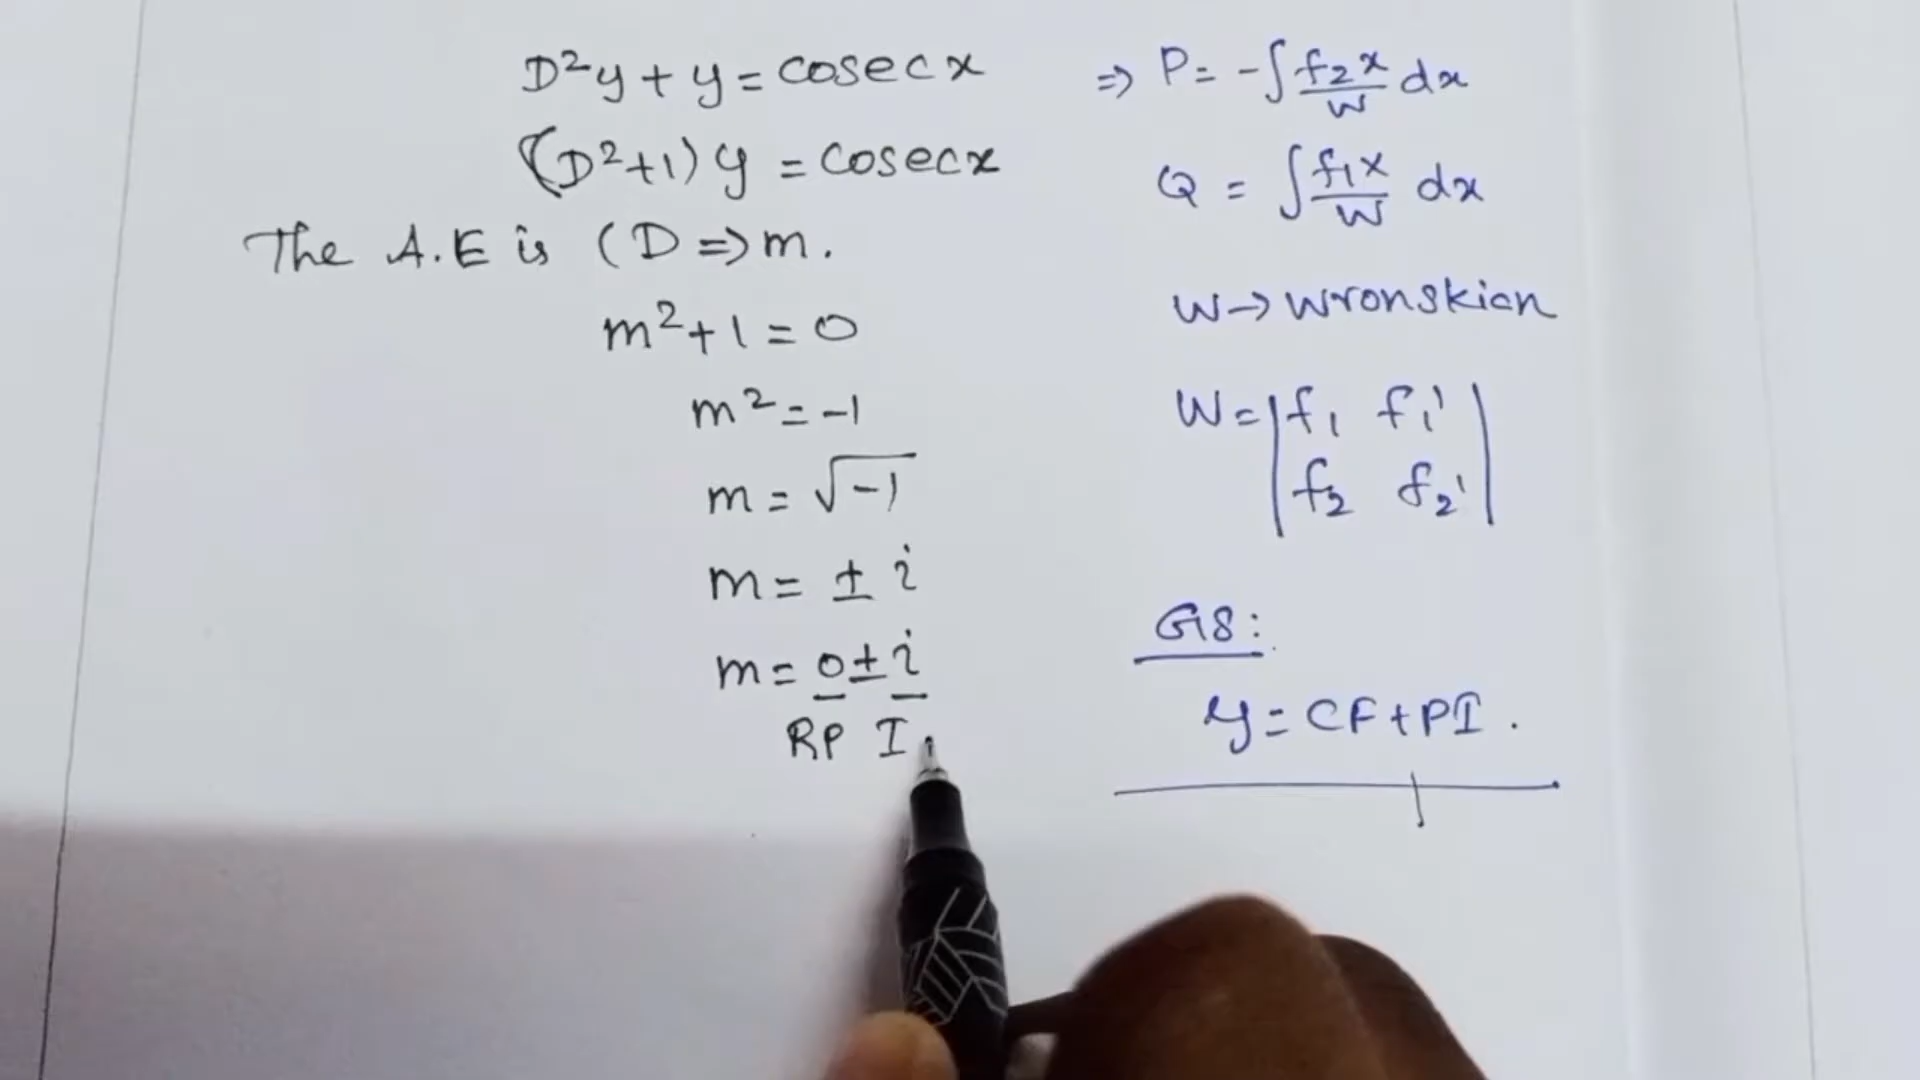 D²y + y = cosec x
(D²+1) y = cosec x
The A.E is (D => m.
m² + 1 = 0
m² = -1
m = √-1
m = ± i
m = 0 ± i
RP I
=> P = -∫ f₂x/W dx
Q = ∫ f₁x/W dx
W → Wronskian
W = | f₁ f₁' |
| f₂ f₂' |
GS:
y = CF + PI .